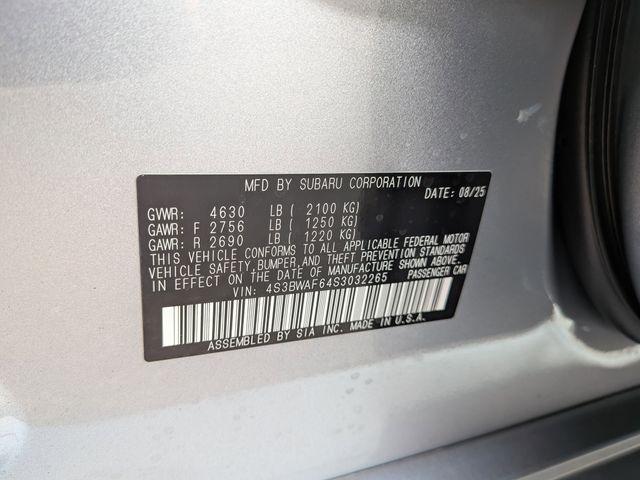 MFD BY SUBARU CORPORATION DATE: 08/25
GVWR: 4630 LB ( 2100 KG)
GAWR: F 2756 LB ( 1250 KG)
GAWR: R 2690 LB ( 1220 KG)
THIS VEHICLE CONFORMS TO ALL APPLICABLE FEDERAL MOTOR
VEHICLE SAFETY, BUMPER, AND THEFT PREVENTION STANDARDS
IN EFFECT ON THE DATE OF MANUFACTURE SHOWN ABOVE.
VIN: 4S3BWAF64S3032265 PASSENGER CAR
ASSEMBLED BY SIA INC. MADE IN U.S.A.